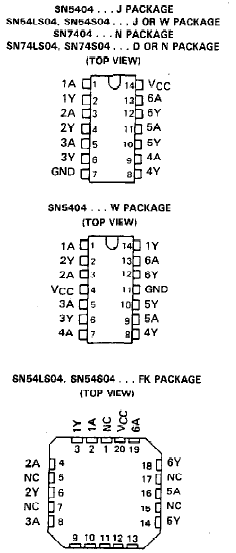 SN5404 . . . J PACKAGE
SN54LS04, SN54S04 . . . J OR W PACKAGE
SN7404 . . . N PACKAGE
SN74LS04, SN74S04 . . . D OR N PACKAGE
(TOP VIEW)
1A 1 14 VCC
1Y 2 13 6A
2A 3 12 6Y
2Y 4 11 5A
3A 5 10 5Y
3Y 6 9 4A
GND 7 8 4Y
SN5404 . . . W PACKAGE
(TOP VIEW)
1A 1 14 1Y
2Y 2 13 6A
2A 3 12 6Y
VCC 4 11 GND
3A 5 10 5Y
3Y 6 9 5A
4A 7 8 4Y
SN54LS04, SN54S04 . . . FK PACKAGE
(TOP VIEW)
1Y 1A NC VCC 6A
3 2 1 20 19
2A 4 18 6Y
NC 5 17 NC
2Y 6 16 5A
NC 7 15 NC
3A 8 14 6Y
9 10 11 12 13